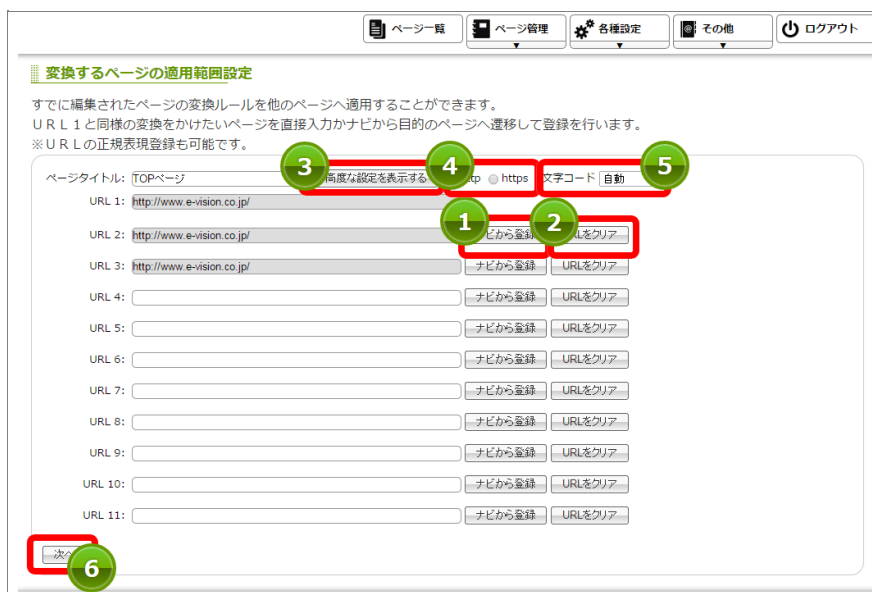 ページ一覧 ページ管理 各種設定 その他 ログアウト
変換するページの適用範囲設定
すでに編集されたページの変換ルールを他のページへ適用することができます。
URL1と同様の変換をかけたいページを直接入力かナビから目的のページへ遷移して登録を行います。
※URLの正規表現登録も可能です。
3 4 5
ページタイトル: TOPページ 高度な設定を表示する tp https 文字コード 自動
URL 1: http://www.e-vision.co.jp/
1 2
URL 2: http://www.e-vision.co.jp/ ビから登録 URLをクリア
URL 3: http://www.e-vision.co.jp/ ナビから登録 URLをクリア
URL 4: ナビから登録 URLをクリア
URL 5: ナビから登録 URLをクリア
URL 6: ナビから登録 URLをクリア
URL 7: ナビから登録 URLをクリア
URL 8: ナビから登録 URLをクリア
URL 9: ナビから登録 URLをクリア
URL 10: ナビから登録 URLをクリア
URL 11: ナビから登録 URLをクリア
次へ
6